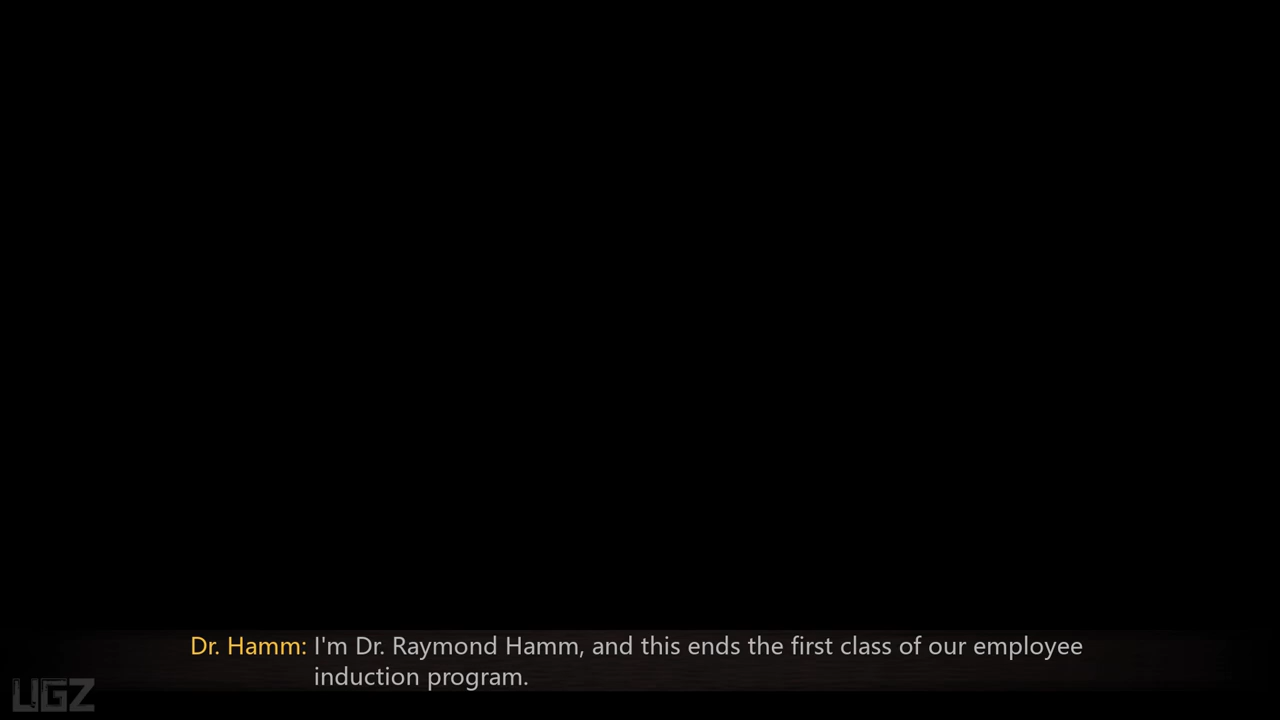 Dr. Hamm: I'm Dr. Raymond Hamm, and this ends the first class of our employee
induction program.
UGZ